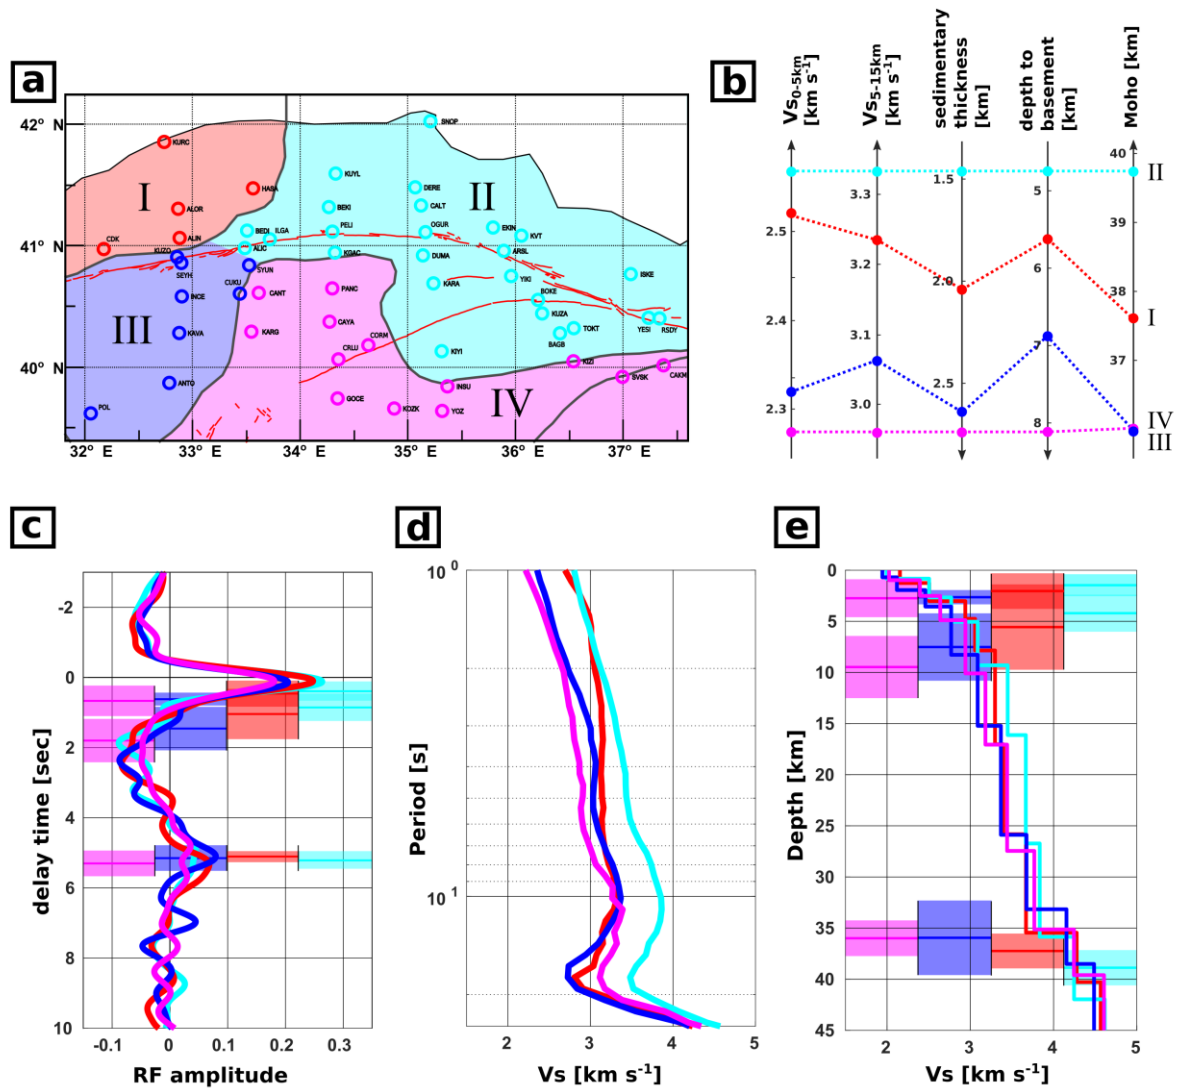 a
42° N
41° N
40° N
32° E
33° E
34° E
35° E
36° E
37° E
I
II
III
IV
SNOP
KURC
HASA
KUYL
DERE
ALOR
BEKI
CALT
CDK
ALIN
BEDI
ILGA
PELI
OGUR
EKIN
KVT
KUZO
ALIC
KGAC
DUMA
ARSL
SEYH
SYUN
CUKU
YIKI
ISKE
KARA
INCE
CANT
PANC
BOKE
KUZA
KAVA
KARG
CAYA
TOKT
YESI
RSDY
CORM
BAGB
CRLU
KIYI
KIZI
ANTO
INSU
SVSK
CAKM
POL
GOCE
KOZK
YOZ
b
Vs0-5km
[km s-1]
Vs5-15km
[km s-1]
sedimentary
thickness
[km]
depth to
basement
[km]
Moho [km]
2.5
2.4
2.3
3.3
3.2
3.1
3.0
1.5
2.0
2.5
5
6
7
8
40
39
38
37
II
I
IV
III
c
-2
0
2
4
6
8
10
-0.1
0
0.1
0.2
0.3
delay time [sec]
RF amplitude
d
10 0
10 1
2
3
4
5
Period [s]
Vs [km s-1]
e
0
5
10
15
20
25
30
35
40
45
2
3
4
5
Depth [km]
Vs [km s-1]